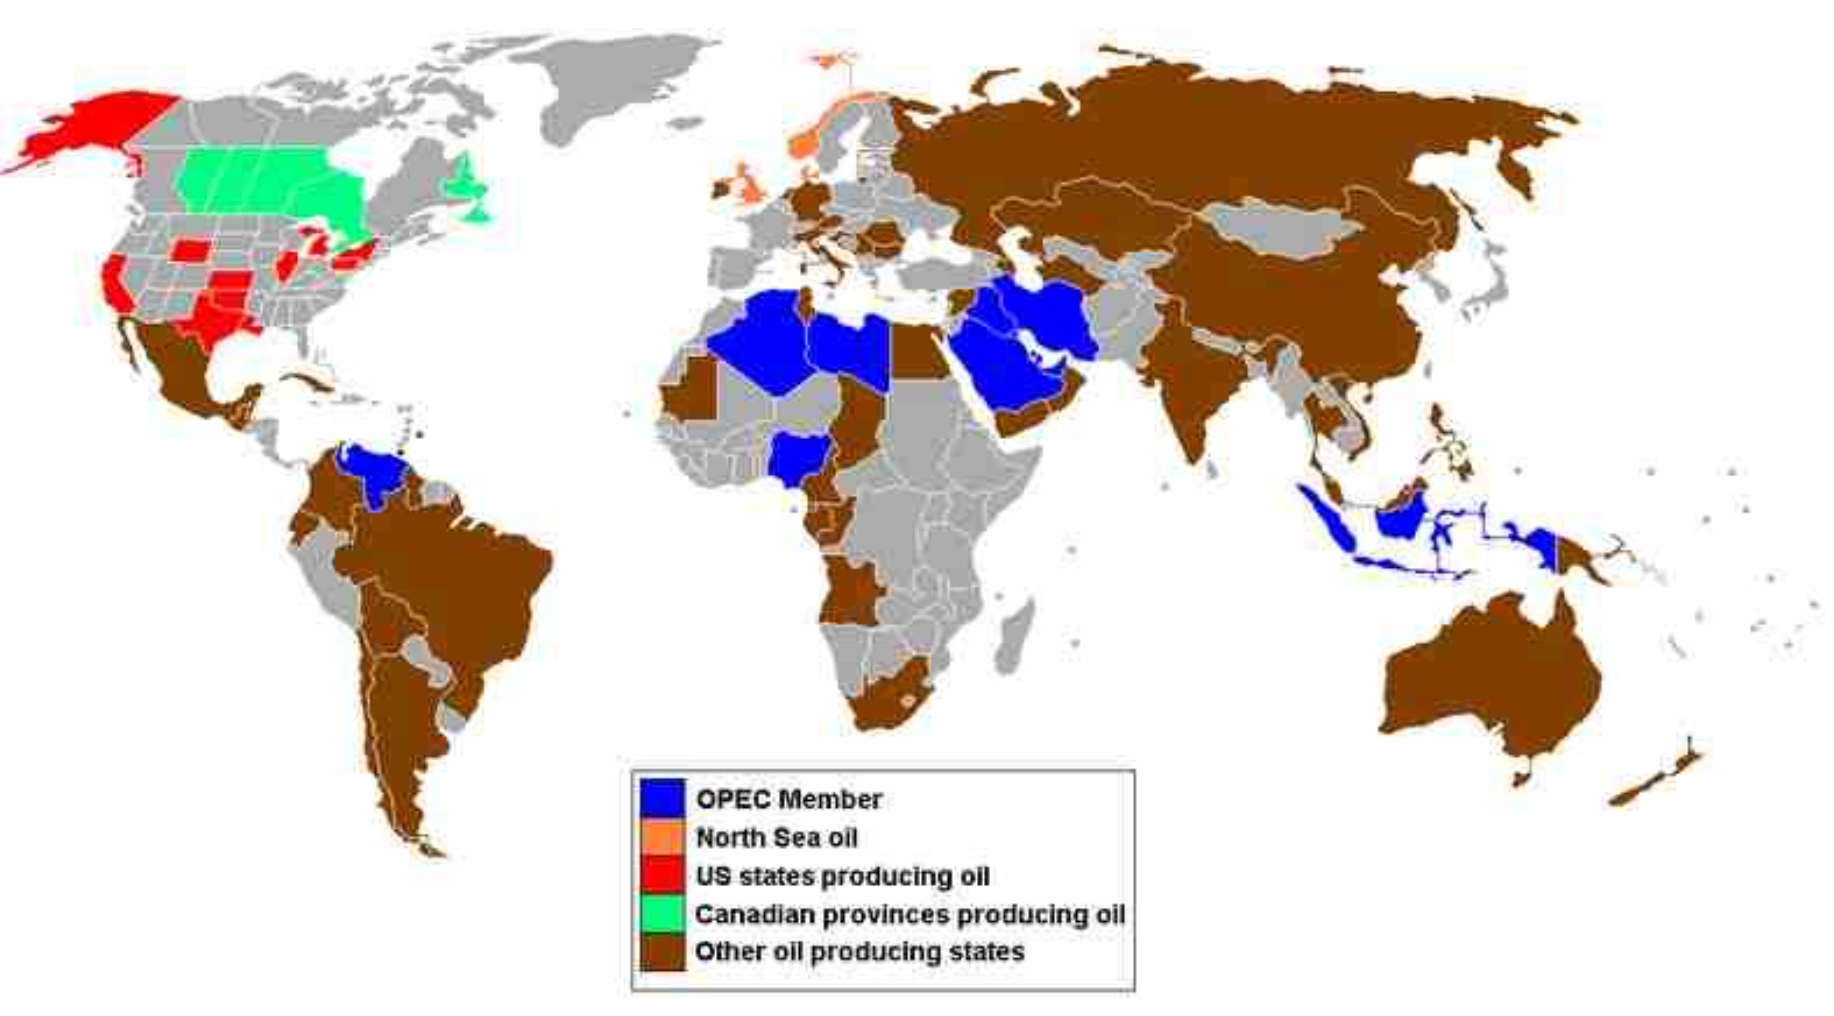 OPEC Member
North Sea oil
US states producing oil
Canadian provinces producing oil
Other oil producing states